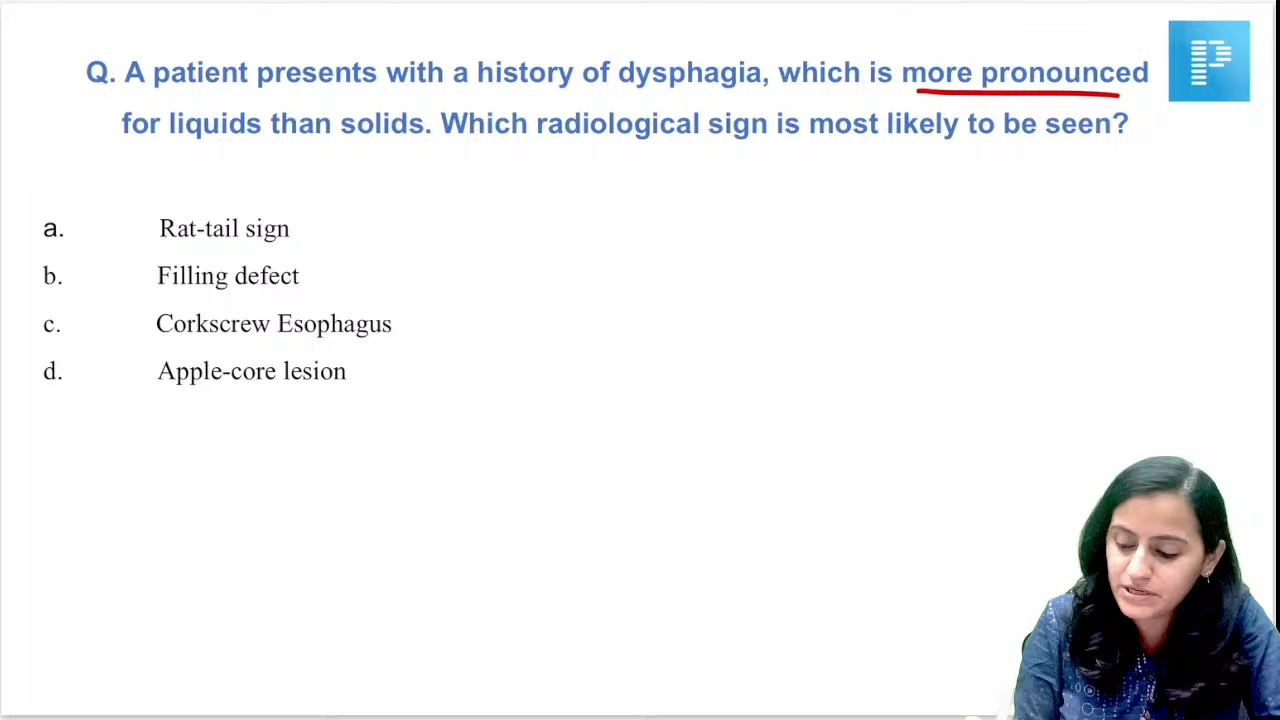 Q. A patient presents with a history of dysphagia, which is more pronounced
for liquids than solids. Which radiological sign is most likely to be seen?
a. Rat-tail sign
b. Filling defect
c. Corkscrew Esophagus
d. Apple-core lesion
P